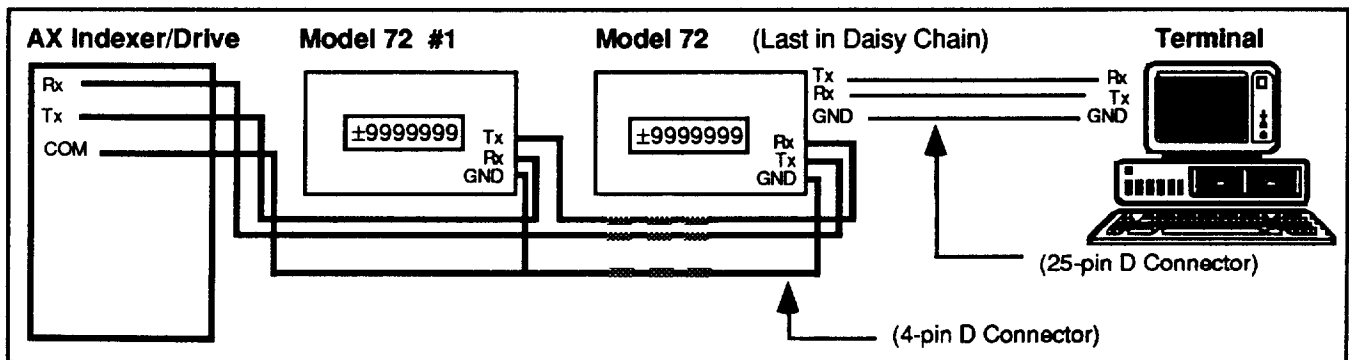 AX Indexer/Drive
Rx
Tx
COM
Model 72 #1
±9999999
Tx
Rx
GND
Model 72 (Last in Daisy Chain)
±9999999
Rx
Tx
GND
Tx
Rx
GND
Terminal
Rx
Tx
GND
(25-pin D Connector)
(4-pin D Connector)